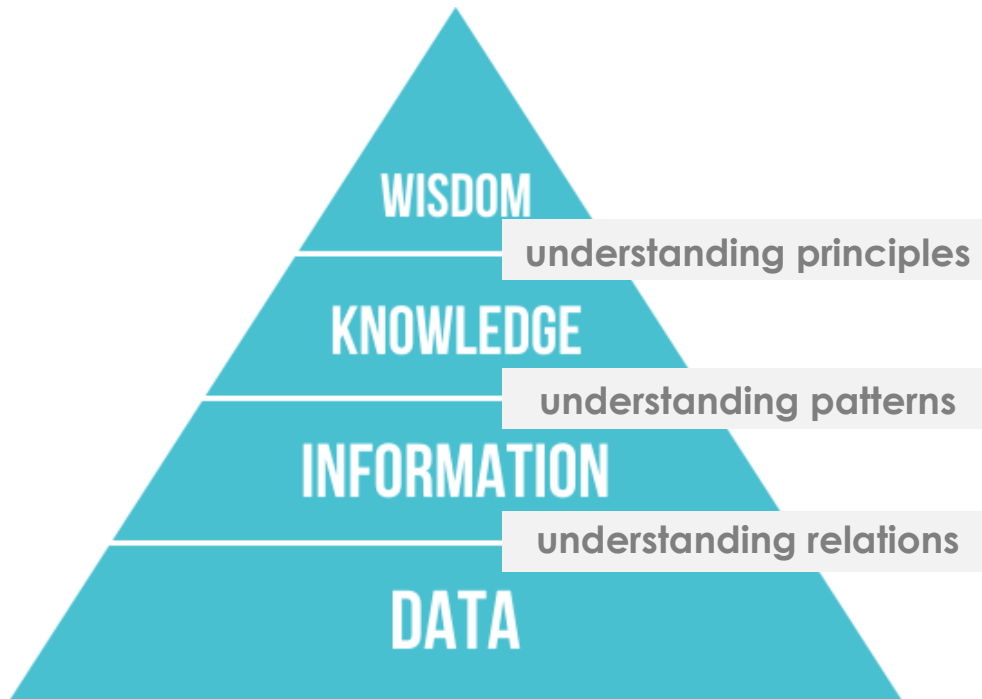 WISDOM
understanding principles
KNOWLEDGE
understanding patterns
INFORMATION
understanding relations
DATA